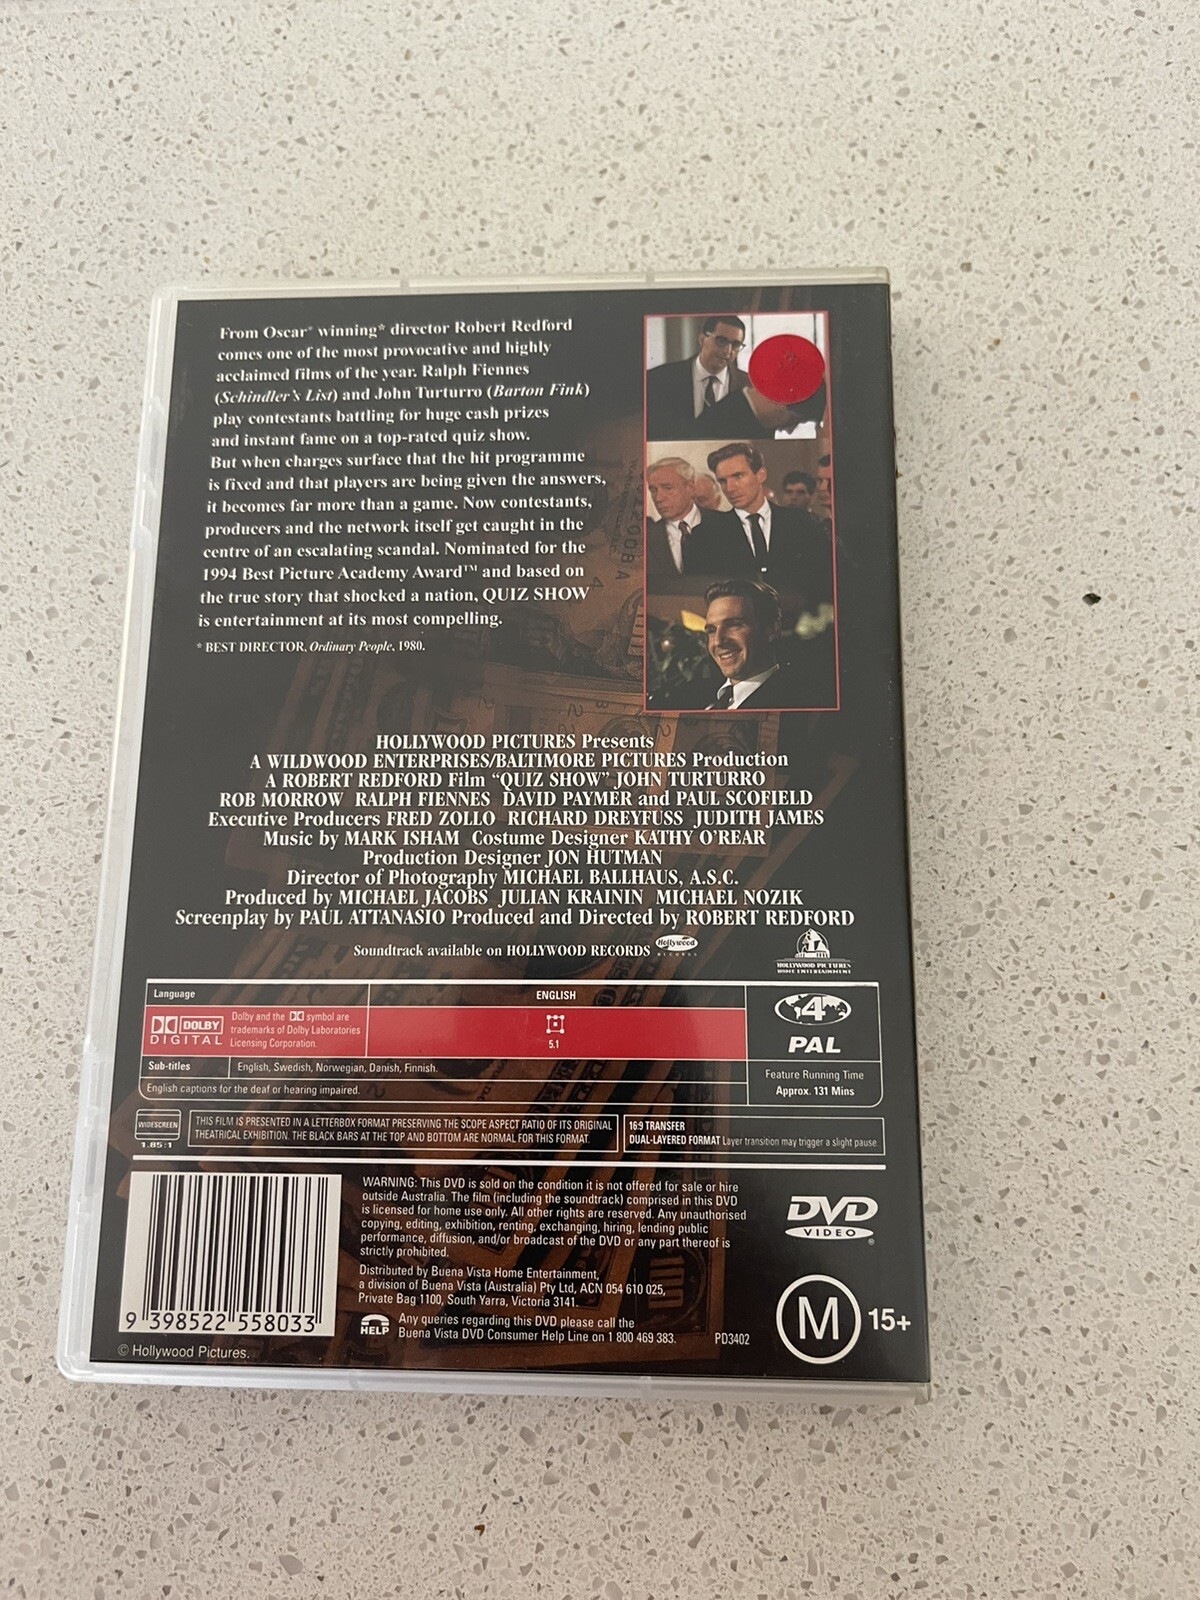 From Oscar® winning* director Robert Redford
comes one of the most provocative and highly
acclaimed films of the year. Ralph Fiennes
(Schindler's List) and John Turturro (Barton Fink)
play contestants battling for huge cash prizes
and instant fame on a top-rated quiz show.
But when charges surface that the hit programme
is fixed and that players are being given the answers,
it becomes far more than a game. Now contestants,
producers and the network itself get caught in the
centre of an escalating scandal. Nominated for the
1994 Best Picture Academy Award™ and based on
the true story that shocked a nation, QUIZ SHOW
is entertainment at its most compelling.
* BEST DIRECTOR, Ordinary People, 1980.
HOLLYWOOD PICTURES Presents
A WILDWOOD ENTERPRISES/BALTIMORE PICTURES Production
A ROBERT REDFORD Film "QUIZ SHOW" JOHN TURTURRO
ROB MORROW RALPH FIENNES DAVID PAYMER and PAUL SCOFIELD
Executive Producers FRED ZOLLO RICHARD DREYFUSS JUDITH JAMES
Music by MARK ISHAM Costume Designer KATHY O'REAR
Production Designer JON HUTMAN
Director of Photography MICHAEL BALLHAUS, A.S.C.
Produced by MICHAEL JACOBS JULIAN KRAININ MICHAEL NOZIK
Screenplay by PAUL ATTANASIO Produced and Directed by ROBERT REDFORD
Soundtrack available on HOLLYWOOD RECORDS
Hollywood
RECORDS
HOLLYWOOD PICTURES
HOME ENTERTAINMENT
Language
ENGLISH
DOLBY
DIGITAL
Dolby and the DD symbol are
trademarks of Dolby Laboratories
Licensing Corporation.
5.1
4
PAL
Sub-titles
English, Swedish, Norwegian, Danish, Finnish.
English captions for the deaf or hearing impaired.
Feature Running Time
Approx. 131 Mins
WIDESCREEN
1.85:1
THIS FILM IS PRESENTED IN A LETTERBOX FORMAT PRESERVING THE SCOPE ASPECT RATIO OF ITS ORIGINAL
THEATRICAL EXHIBITION. THE BLACK BARS AT THE TOP AND BOTTOM ARE NORMAL FOR THIS FORMAT.
16:9 TRANSFER
DUAL-LAYERED FORMAT Layer transition may trigger a slight pause.
WARNING: This DVD is sold on the condition it is not offered for sale or hire
outside Australia. The film (including the soundtrack) comprised in this DVD
is licensed for home use only. All other rights are reserved. Any unauthorised
copying, editing, exhibition, renting, exchanging, hiring, lending public
performance, diffusion, and/or broadcast of the DVD or any part thereof is
strictly prohibited.
Distributed by Buena Vista Home Entertainment,
a division of Buena Vista (Australia) Pty Ltd, ACN 054 610 025,
Private Bag 1100, South Yarra, Victoria 3141.
HELP
Any queries regarding this DVD please call the
Buena Vista DVD Consumer Help Line on 1 800 469 383.
PD3402
DVD
VIDEO
M 15+
9 398522 558033
© Hollywood Pictures.